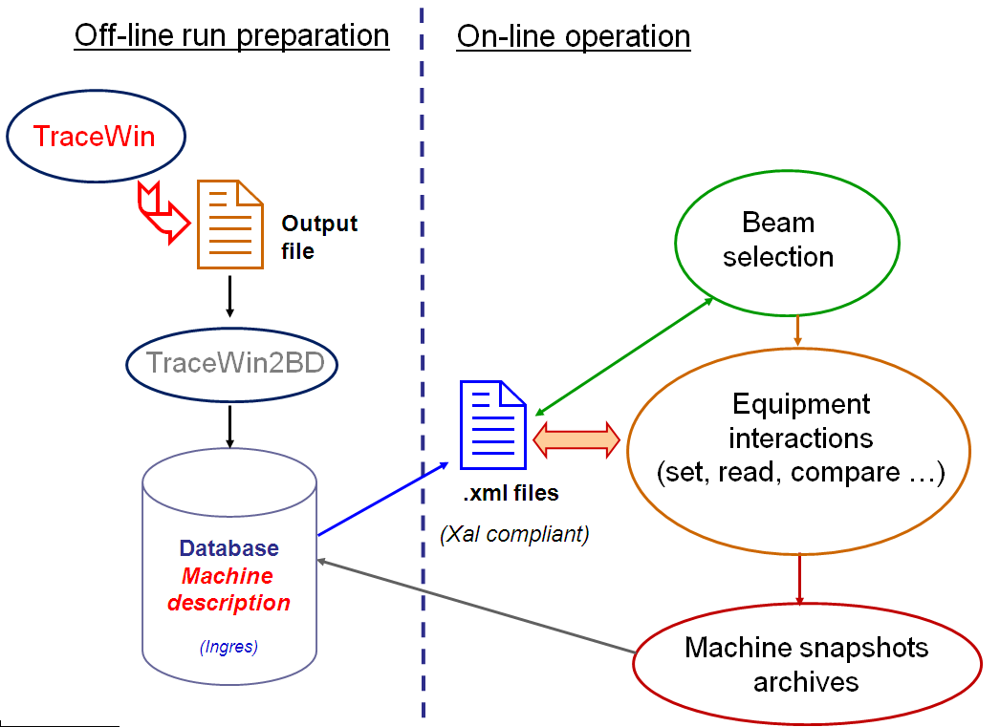 Off-line run preparation
On-line operation
TraceWin
Output
file
TraceWin2BD
Database
Machine
description
(Ingres)
.xml files
(Xal compliant)
Beam
selection
Equipment
interactions
(set, read, compare …)
Machine snapshots
archives